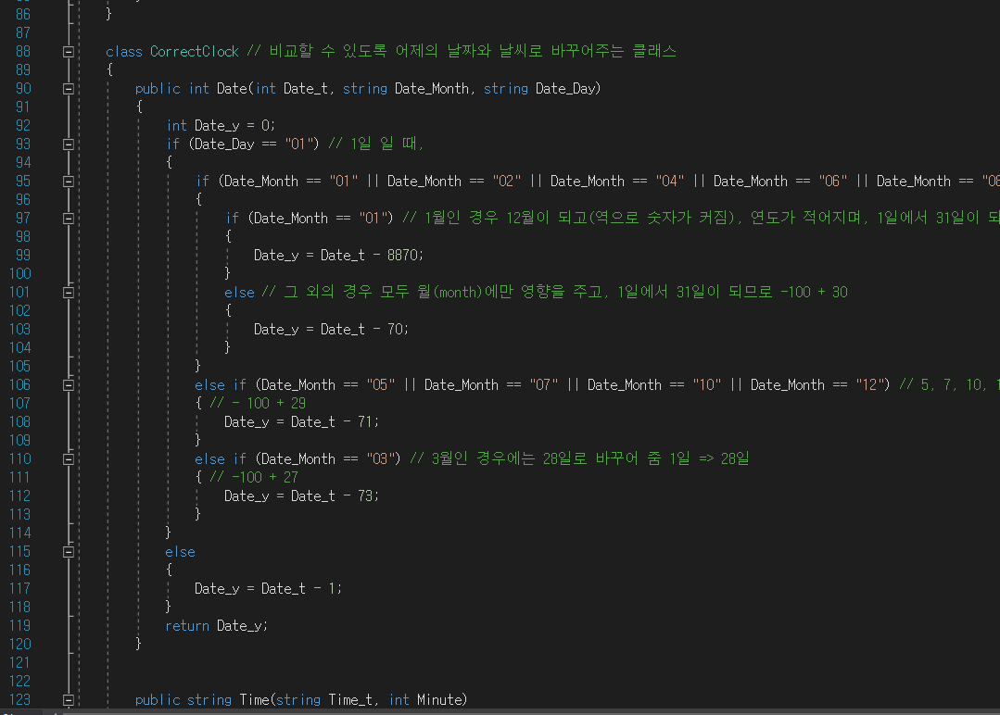 86 }
87
88 class CorrectClock // 비교할 수 있도록 어제의 날짜와 날씨로 바꾸어주는 클래스
89 {
90 public int Date(int Date_t, string Date_Month, string Date_Day)
91 {
92 int Date_y = 0;
93 if (Date_Day == "01") // 1일 일 때,
94 {
95 if (Date_Month == "01" || Date_Month == "02" || Date_Month == "04" || Date_Month == "06" || Date_Month == "08
96 {
97 if (Date_Month == "01") // 1월인 경우 12월이 되고(역으로 숫자가 커짐), 연도가 적어지며, 1일에서 31일이 되
98 {
99 Date_y = Date_t - 8870;
100 }
101 else // 그 외의 경우 모두 월(month)에만 영향을 주고, 1일에서 31일이 되므로 -100 + 30
102 {
103 Date_y = Date_t - 70;
104 }
105 }
106 else if (Date_Month == "05" || Date_Month == "07" || Date_Month == "10" || Date_Month == "12") // 5, 7, 10, 1
107 { // - 100 + 29
108 Date_y = Date_t - 71;
109 }
110 else if (Date_Month == "03") // 3월인 경우에는 28일로 바꾸어 줌 1일 => 28일
111 { // -100 + 27
112 Date_y = Date_t - 73;
113 }
114 }
115 else
116 {
117 Date_y = Date_t - 1;
118 }
119 return Date_y;
120 }
121
122
123 public string Time(string Time_t, int Minute)